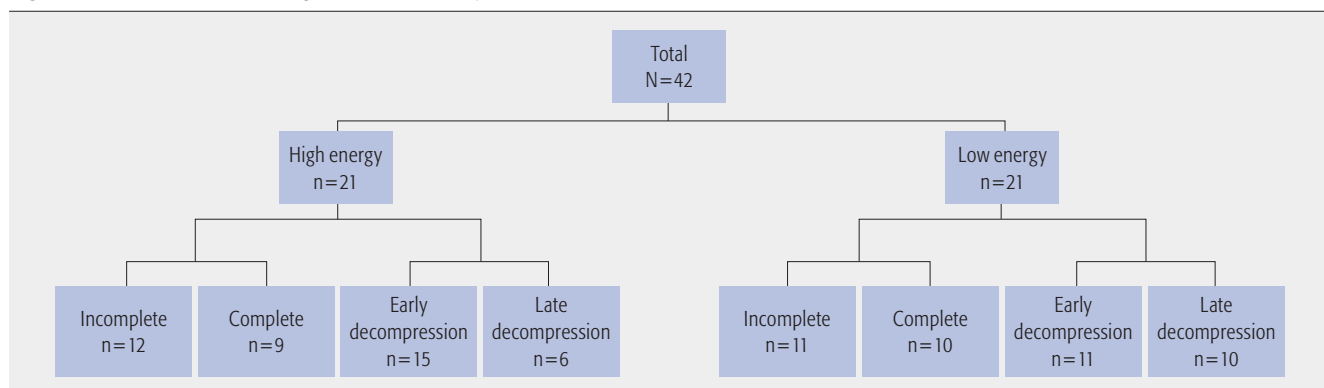 Total
N=42
High energy
n=21
Low energy
n=21
Incomplete
n=12
Complete
n=9
Early
decompression
n=15
Late
decompression
n=6
Incomplete
n=11
Complete
n=10
Early
decompression
n=11
Late
decompression
n=10